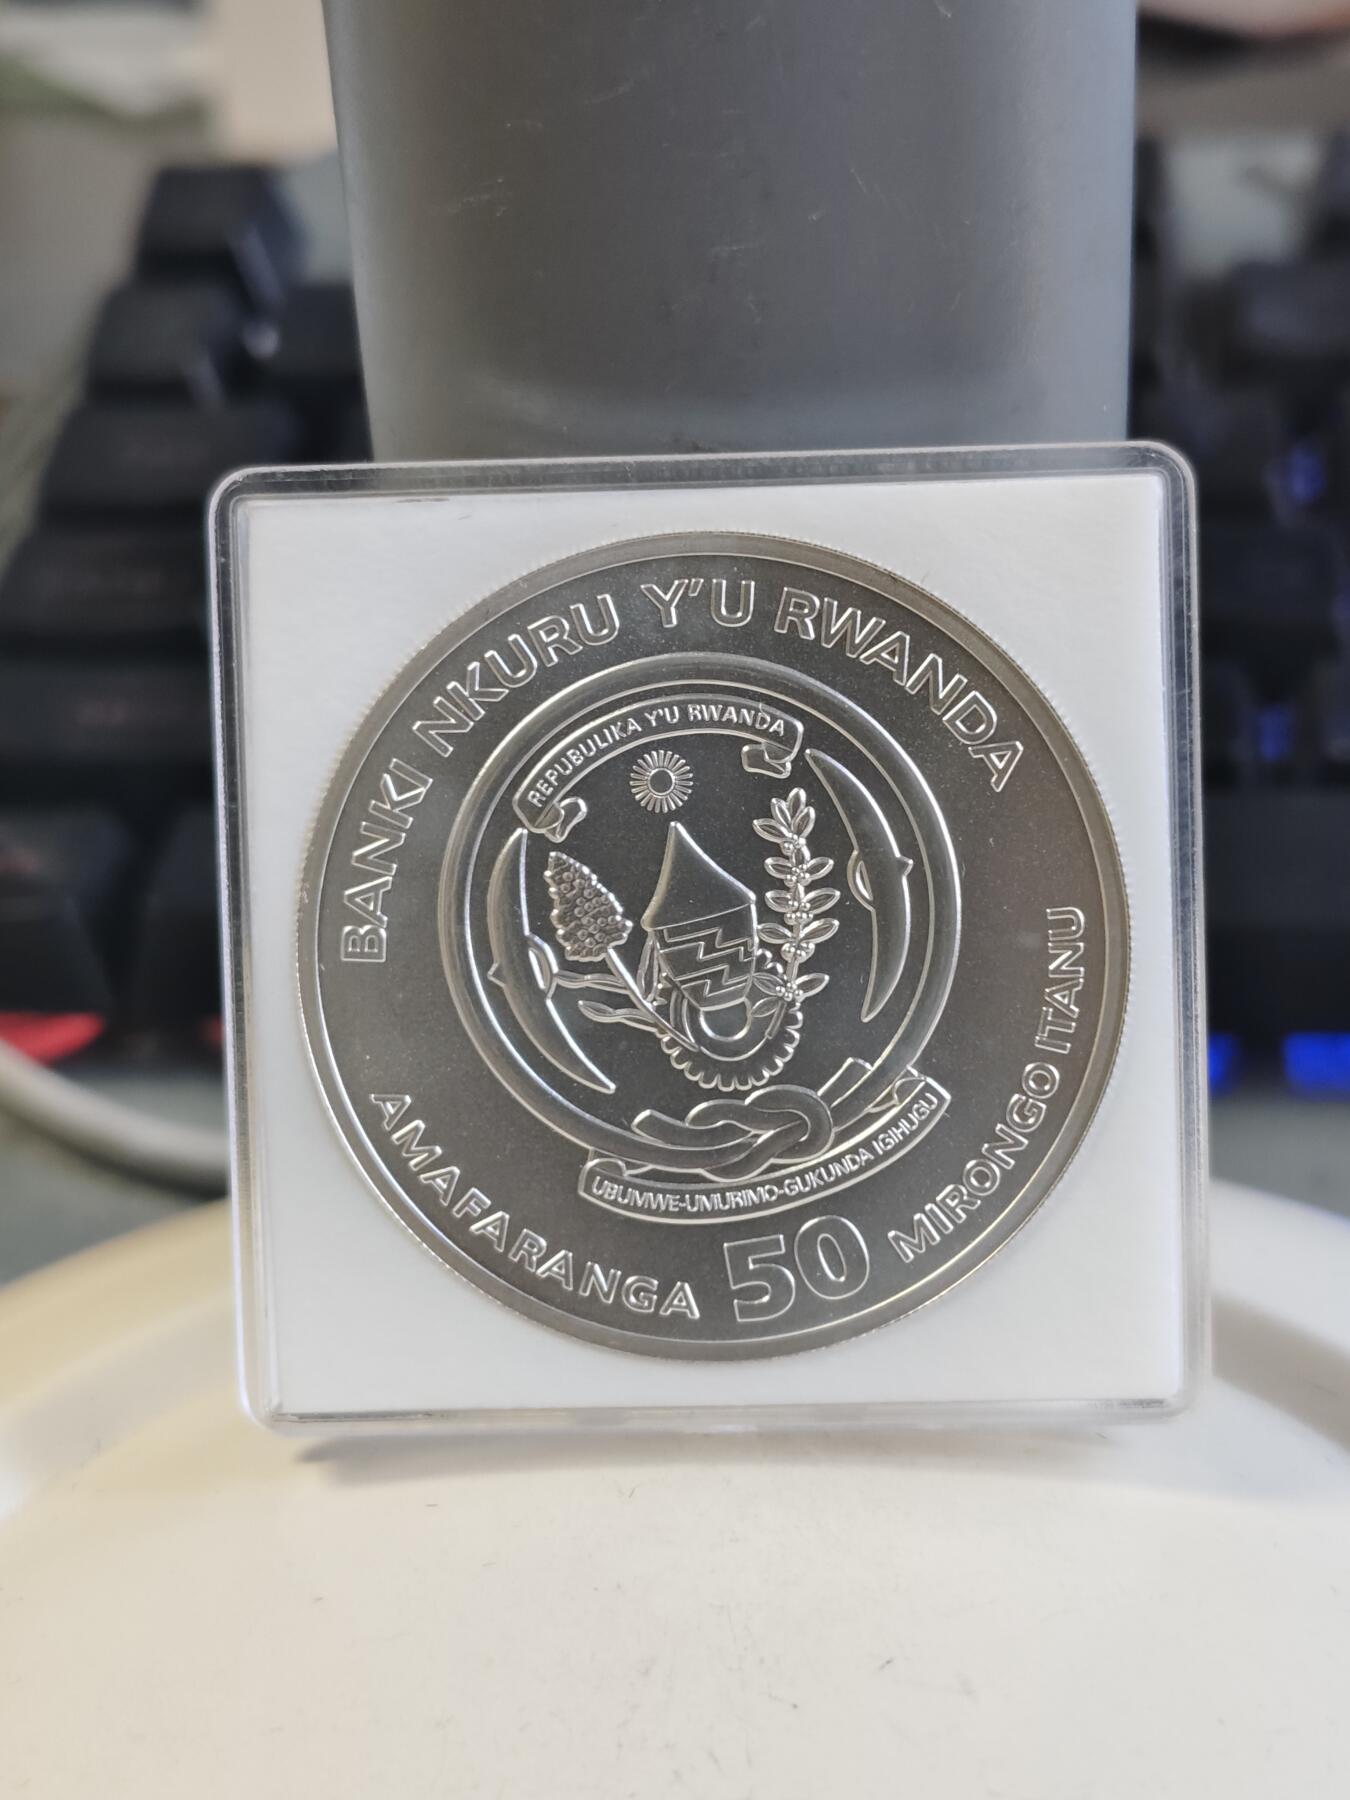 BANKI NKURU Y'U RWANDA
REPUBULIKA Y'U RWANDA
UBUMWE-UMURIMO-GUKUNDA IGIHUGU
AMAFARANGA 50 MIRONGO ITANU